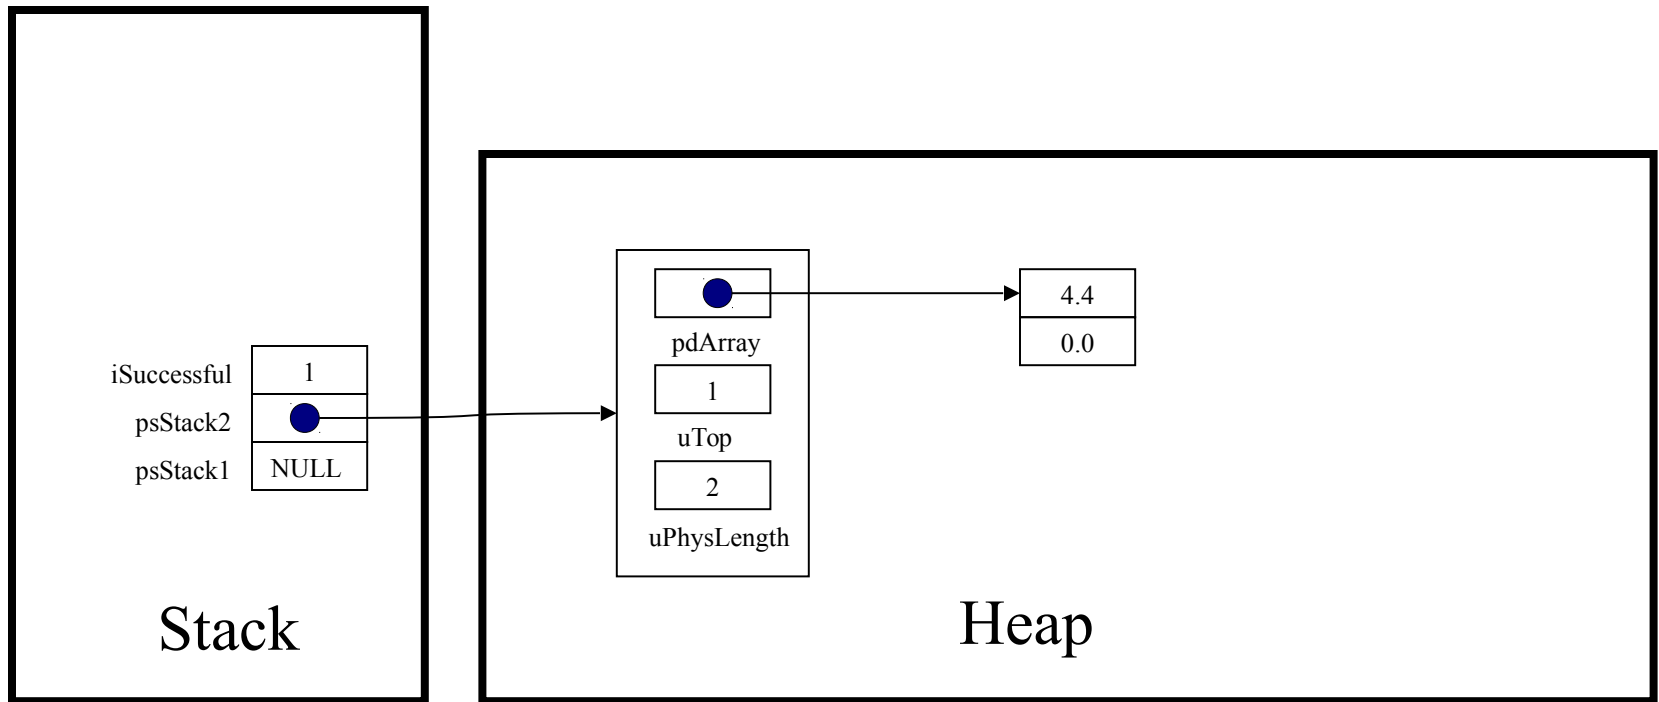 iSuccessful 1
psStack2
psStack1 NULL
Stack
pdArray
1
uTop
2
uPhysLength
4.4
0.0
Heap